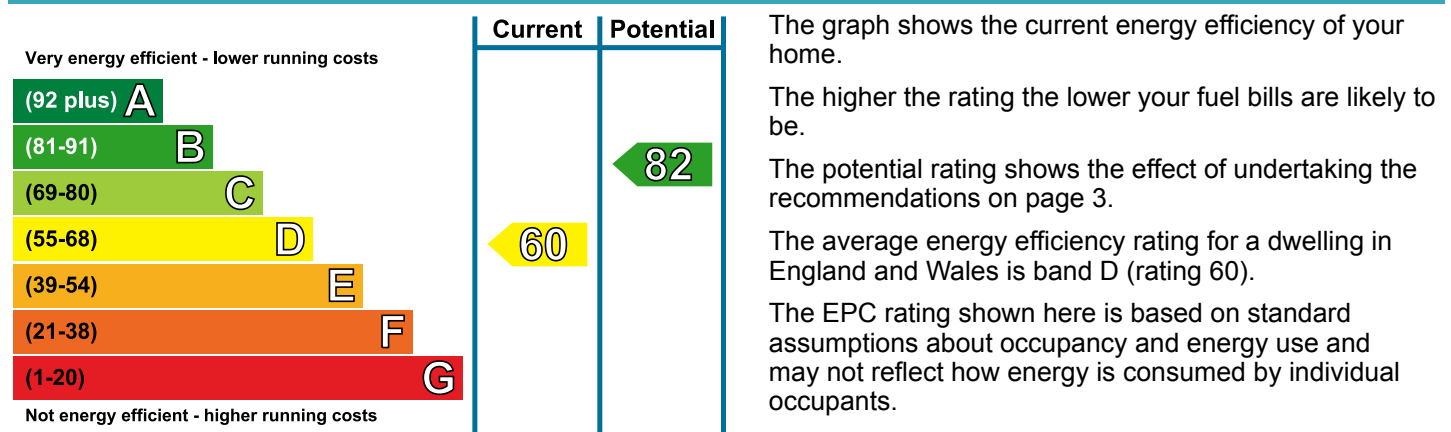 Current Potential
Very energy efficient - lower running costs
(92 plus) A
(81-91) B
(69-80) C
(55-68) D
(39-54) E
(21-38) F
(1-20) G
Not energy efficient - higher running costs
60
82
The graph shows the current energy efficiency of your
home.
The higher the rating the lower your fuel bills are likely to
be.
The potential rating shows the effect of undertaking the
recommendations on page 3.
The average energy efficiency rating for a dwelling in
England and Wales is band D (rating 60).
The EPC rating shown here is based on standard
assumptions about occupancy and energy use and
may not reflect how energy is consumed by individual
occupants.